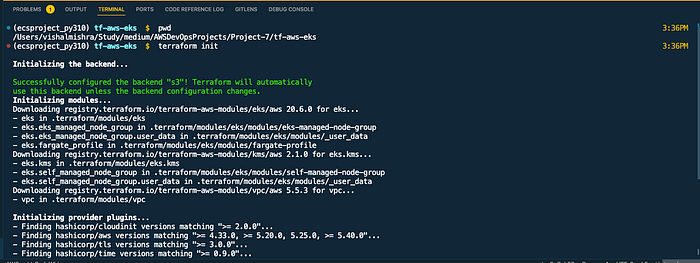 PROBLEMS 1 OUTPUT TERMINAL PORTS CODE REFERENCE LOG GITLENS DEBUG CONSOLE
(ecsproject_py310) tf-aws-eks $ pwd 3:36PM
/Users/vishalmishra/Study/medium/AWSDevOpsProjects/Project-7/tf-aws-eks
(ecsproject_py310) tf-aws-eks $ terraform init 3:36PM
Initializing the backend...
Successfully configured the backend "s3"! Terraform will automatically
use this backend unless the backend configuration changes.
Initializing modules...
Downloading registry.terraform.io/terraform-aws-modules/eks/aws 20.6.0 for eks...
- eks in .terraform/modules/eks
- eks.eks_managed_node_group in .terraform/modules/eks/modules/eks-managed-node-group
- eks.eks_managed_node_group.user_data in .terraform/modules/eks/modules/_user_data
- eks.fargate_profile in .terraform/modules/eks/modules/fargate-profile
Downloading registry.terraform.io/terraform-aws-modules/kms/aws 2.1.0 for eks.kms...
- eks.kms in .terraform/modules/eks.kms
- eks.self_managed_node_group in .terraform/modules/eks/modules/self-managed-node-group
- eks.self_managed_node_group.user_data in .terraform/modules/eks/modules/_user_data
Downloading registry.terraform.io/terraform-aws-modules/vpc/aws 5.5.3 for vpc...
- vpc in .terraform/modules/vpc
Initializing provider plugins...
- Finding hashicorp/cloudinit versions matching ">= 2.0.0"...
- Finding hashicorp/aws versions matching ">= 4.33.0, >= 5.20.0, 5.25.0, >= 5.40.0"...
- Finding hashicorp/tls versions matching ">= 3.0.0"...
- Finding hashicorp/time versions matching ">= 0.9.0"...